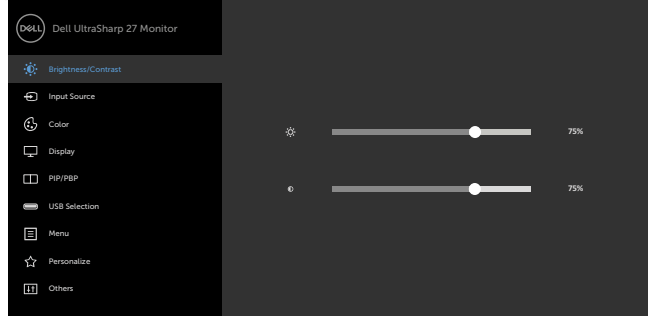 DELL
Dell UltraSharp 27 Monitor
Brightness/Contrast
Input Source
Color
Display
PIP/PBP
USB Selection
Menu
Personalize
Others
75%
75%